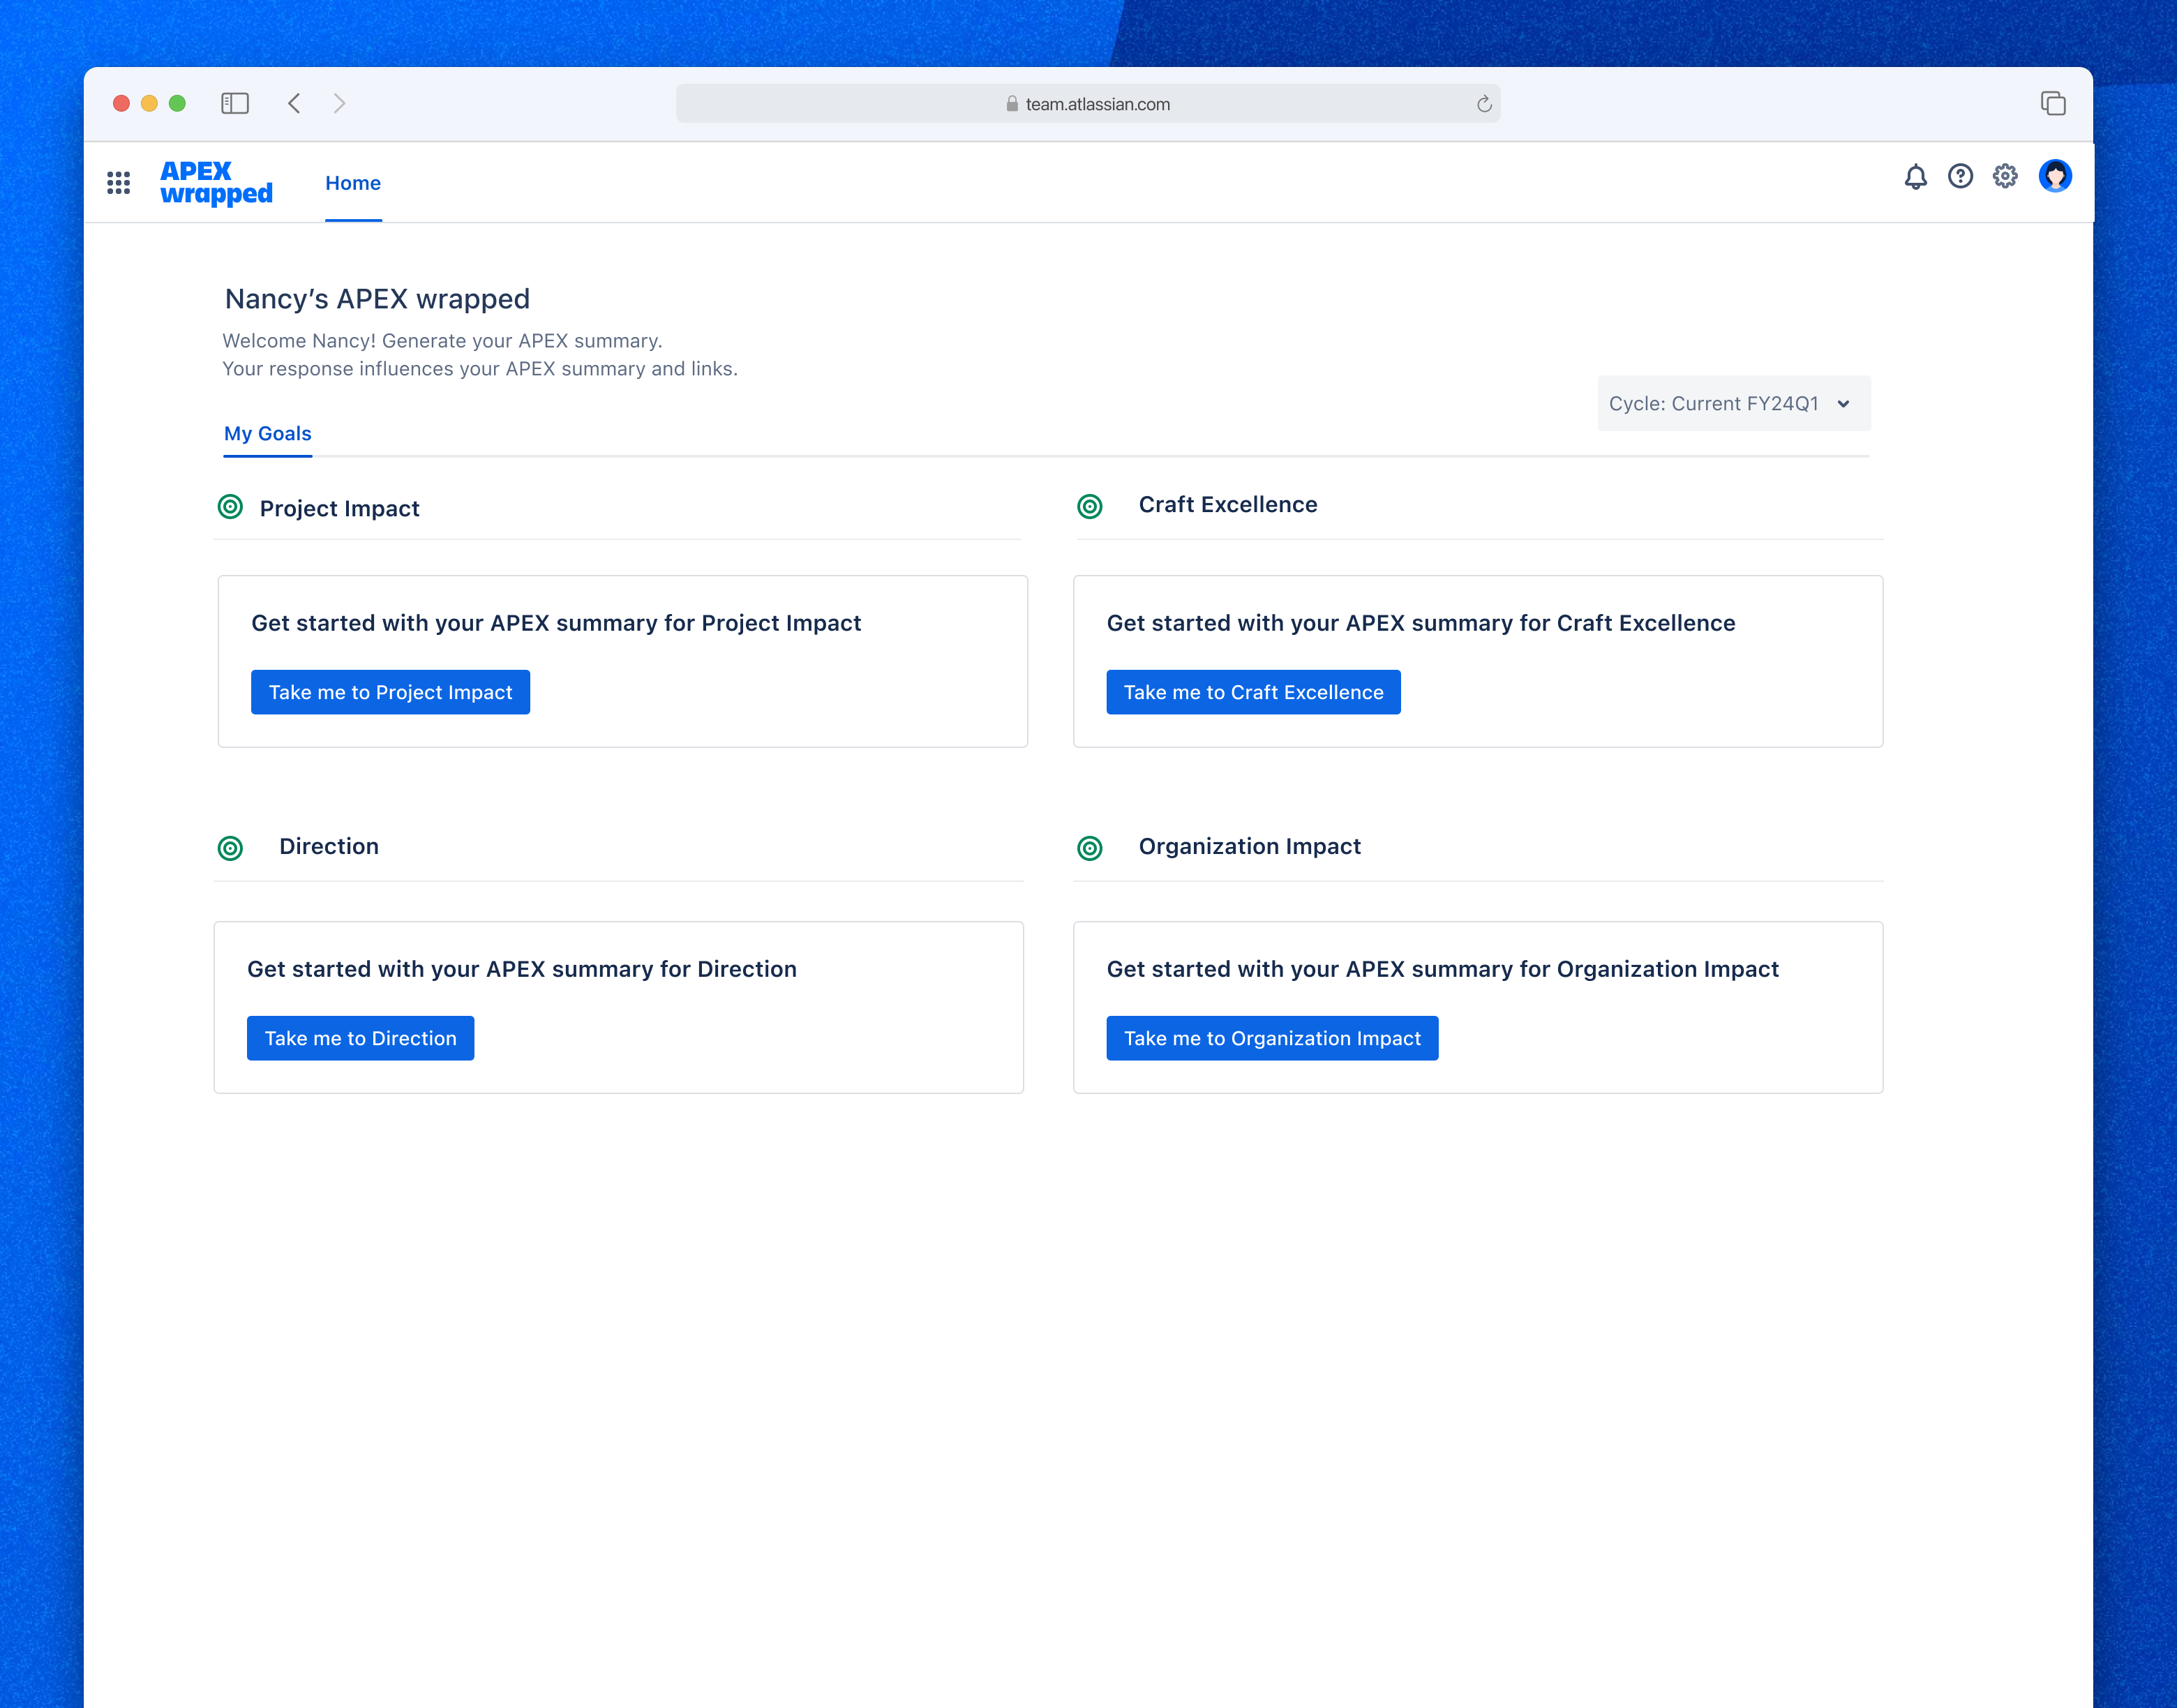 team.atlassian.com
APEX
wrapped
Home
Nancy’s APEX wrapped
Welcome Nancy! Generate your APEX summary.
Your response influences your APEX summary and links.
Cycle: Current FY24Q1
My Goals
Project Impact
Craft Excellence
Get started with your APEX summary for Project Impact
Take me to Project Impact
Get started with your APEX summary for Craft Excellence
Take me to Craft Excellence
Direction
Organization Impact
Get started with your APEX summary for Direction
Take me to Direction
Get started with your APEX summary for Organization Impact
Take me to Organization Impact